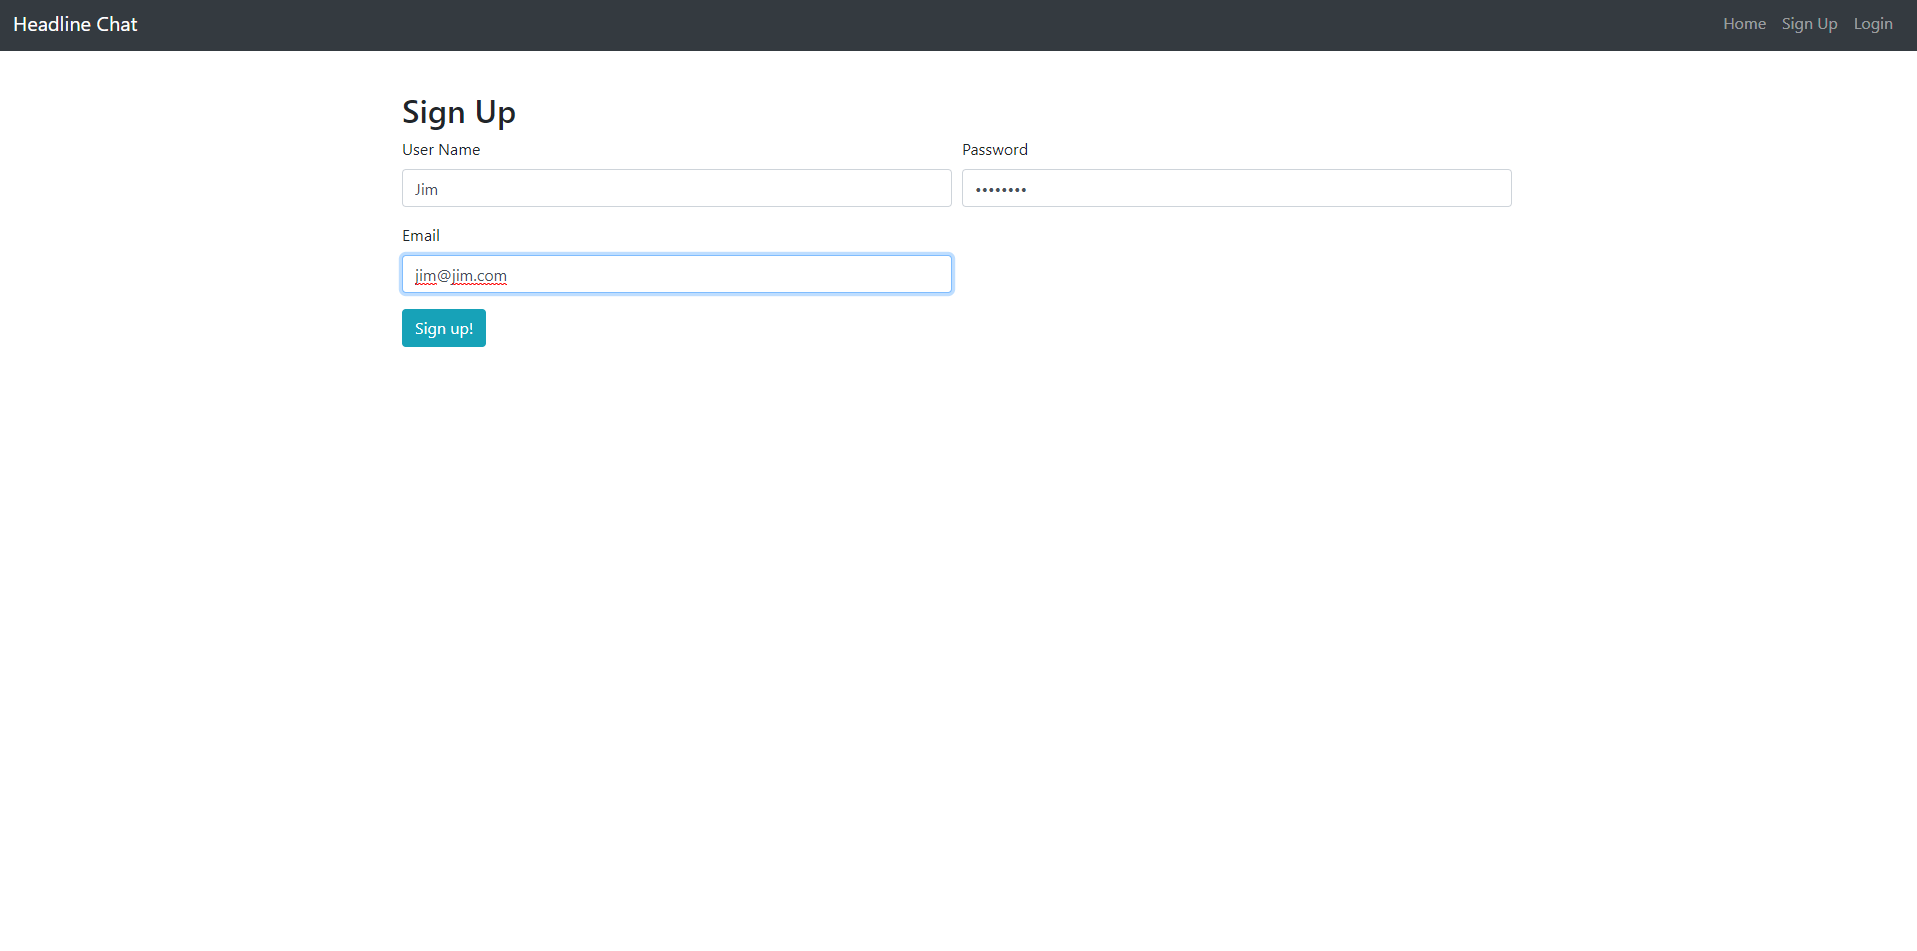 Headline Chat
Home Sign Up Login
Sign Up
User Name Password
Jim ••••••••
Email
jim@jim.com
Sign up!